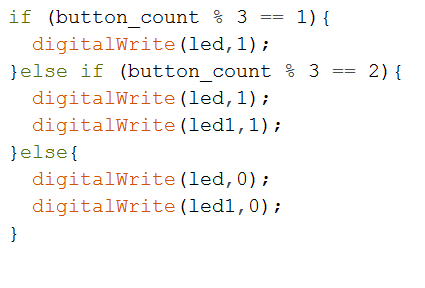 if (button_count % 3 == 1){
  digitalWrite(led,1);
}else if (button_count % 3 == 2){
  digitalWrite(led,1);
  digitalWrite(led1,1);
}else{
  digitalWrite(led,0);
  digitalWrite(led1,0);
}